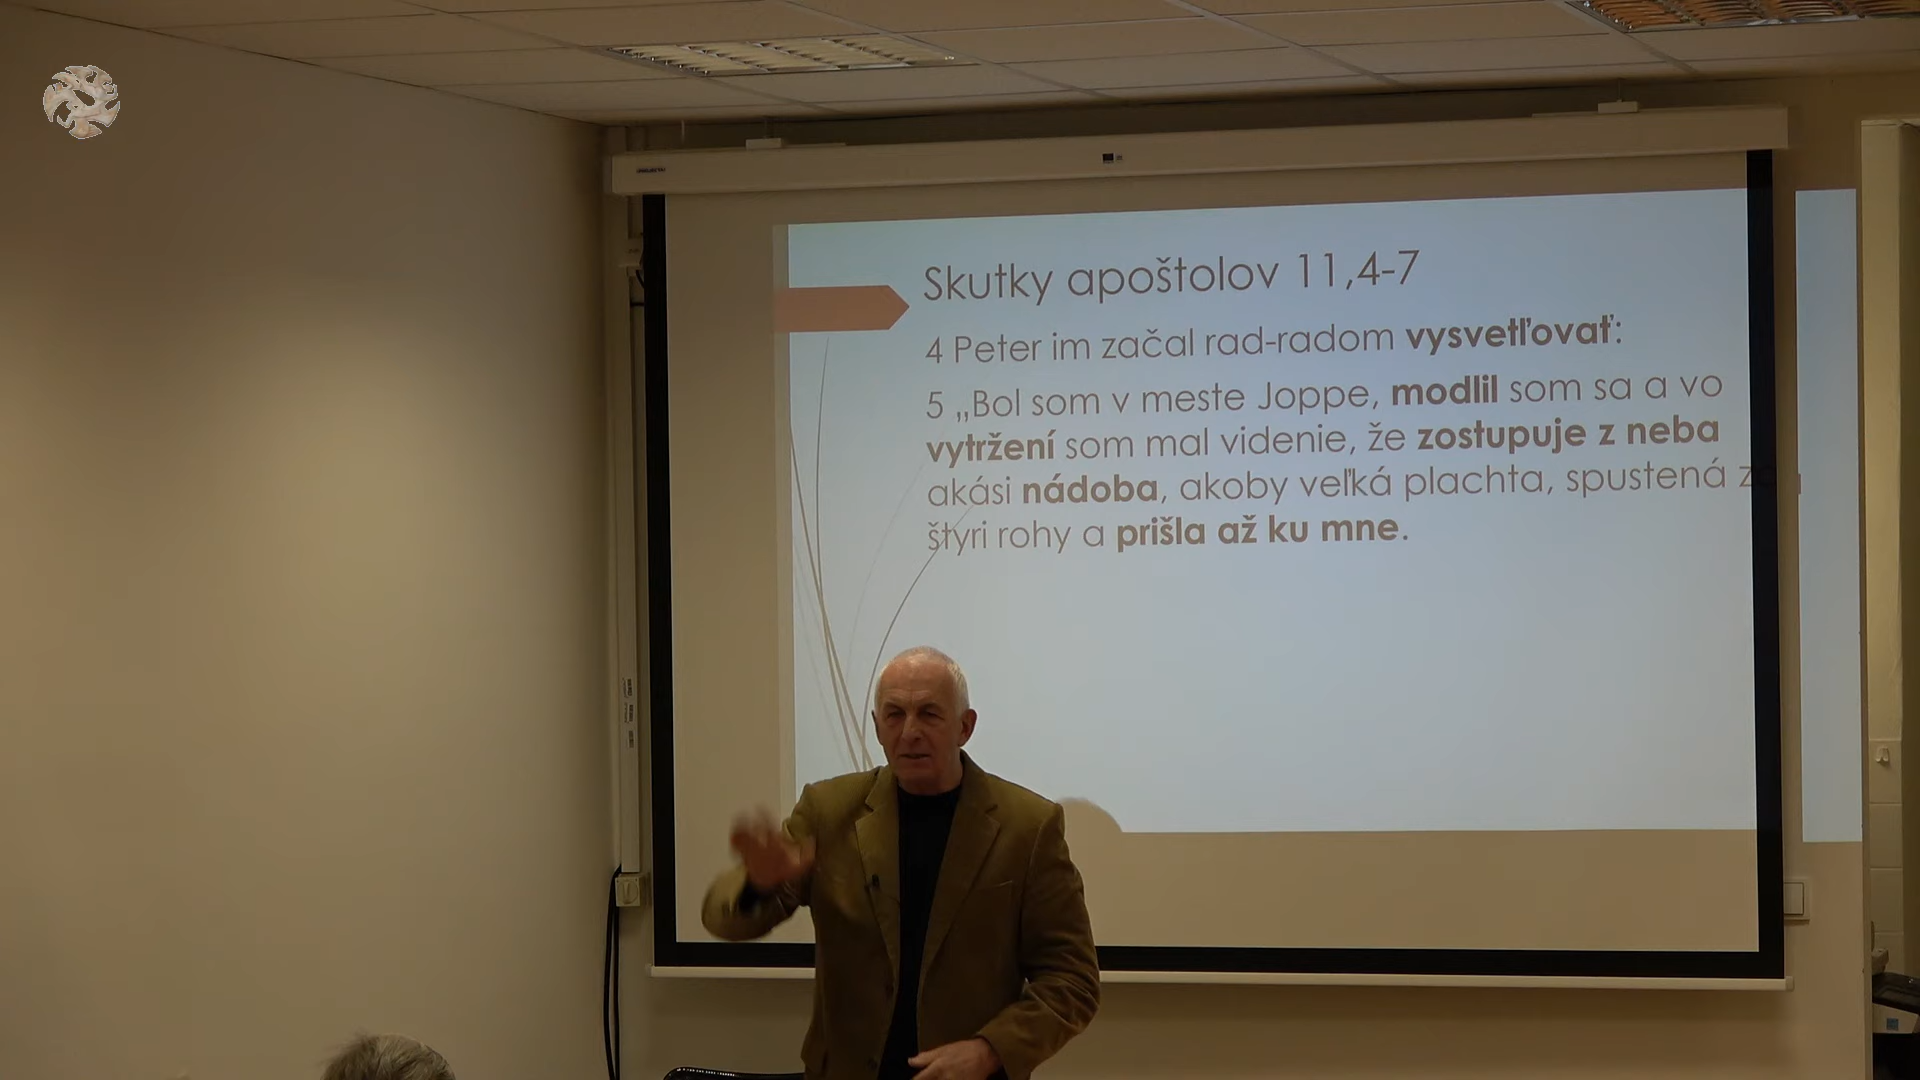 Skutky apoštolov 11,4-7
4 Peter im začal rad-radom vysvetľovať:
5 „Bol som v meste Joppe, modlil som sa a vo
vytržení som mal videnie, že zostupuje z neba
akási nádoba, akoby veľká plachta, spustená za
štyri rohy a prišla až ku mne.